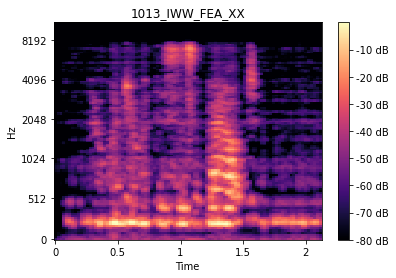 1013_IWW_FEA_XX
8192
4096
2048
1024
512
0
Hz
0
0.5
1
1.5
2
Time
-10 dB
-20 dB
-30 dB
-40 dB
-50 dB
-60 dB
-70 dB
-80 dB